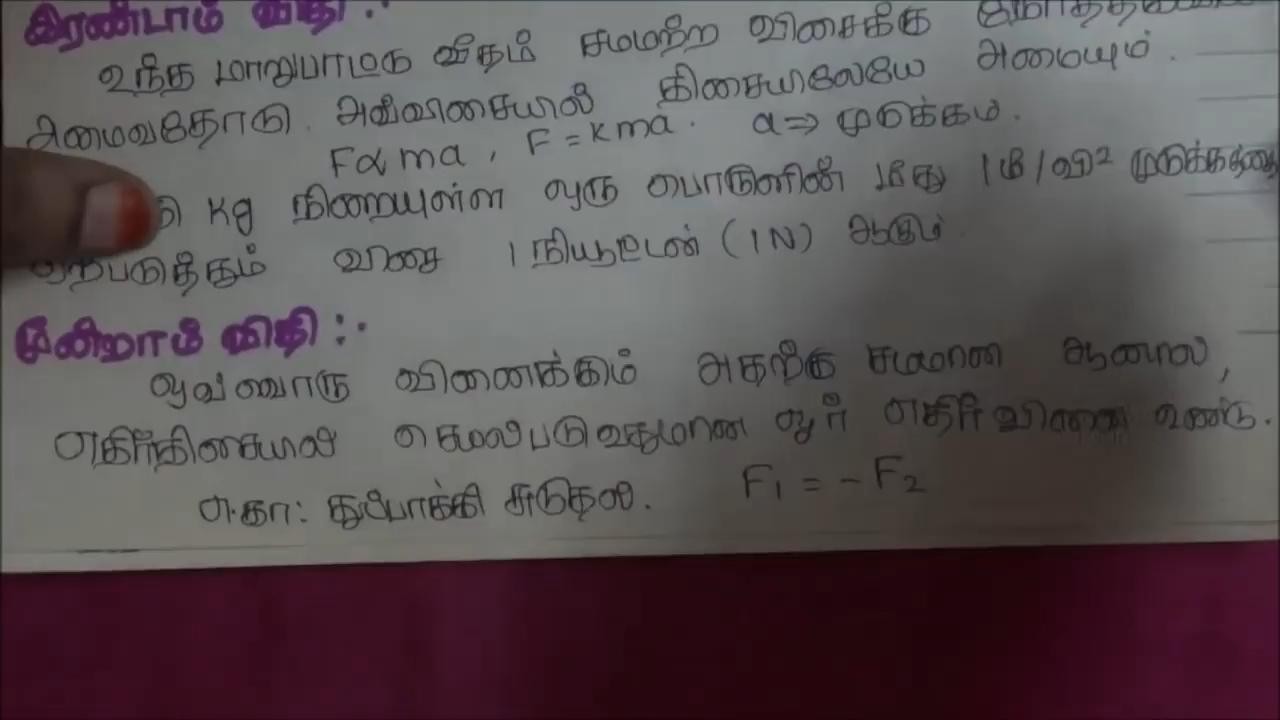 இரண்டாம் விதி :-
உந்த மாறுபாட்டு வீதம் சமமற்ற விசைக்கு
அமைவதோடு அவ்விசையின் திசையிலேயே அமையும்.
F α ma , F = kma . a ⇒ முடுக்கம்.
kg நிறையுள்ள ஒரு பொருளின் மீது 1மீ/வி² முடுக்கத்தை
ஏற்படுத்தும் விசை 1 நியூட்டன் (1N) ஆகும்
மூன்றாம் விதி :-
ஒவ்வொரு வினைக்கும் அதற்கு சமமான ஆனால்,
எதிர்திசையில் செயல்படுவதுமான ஓர் எதிர்வினை உண்டு.
எ.கா: துப்பாக்கி சுடுதல். F₁ = - F₂